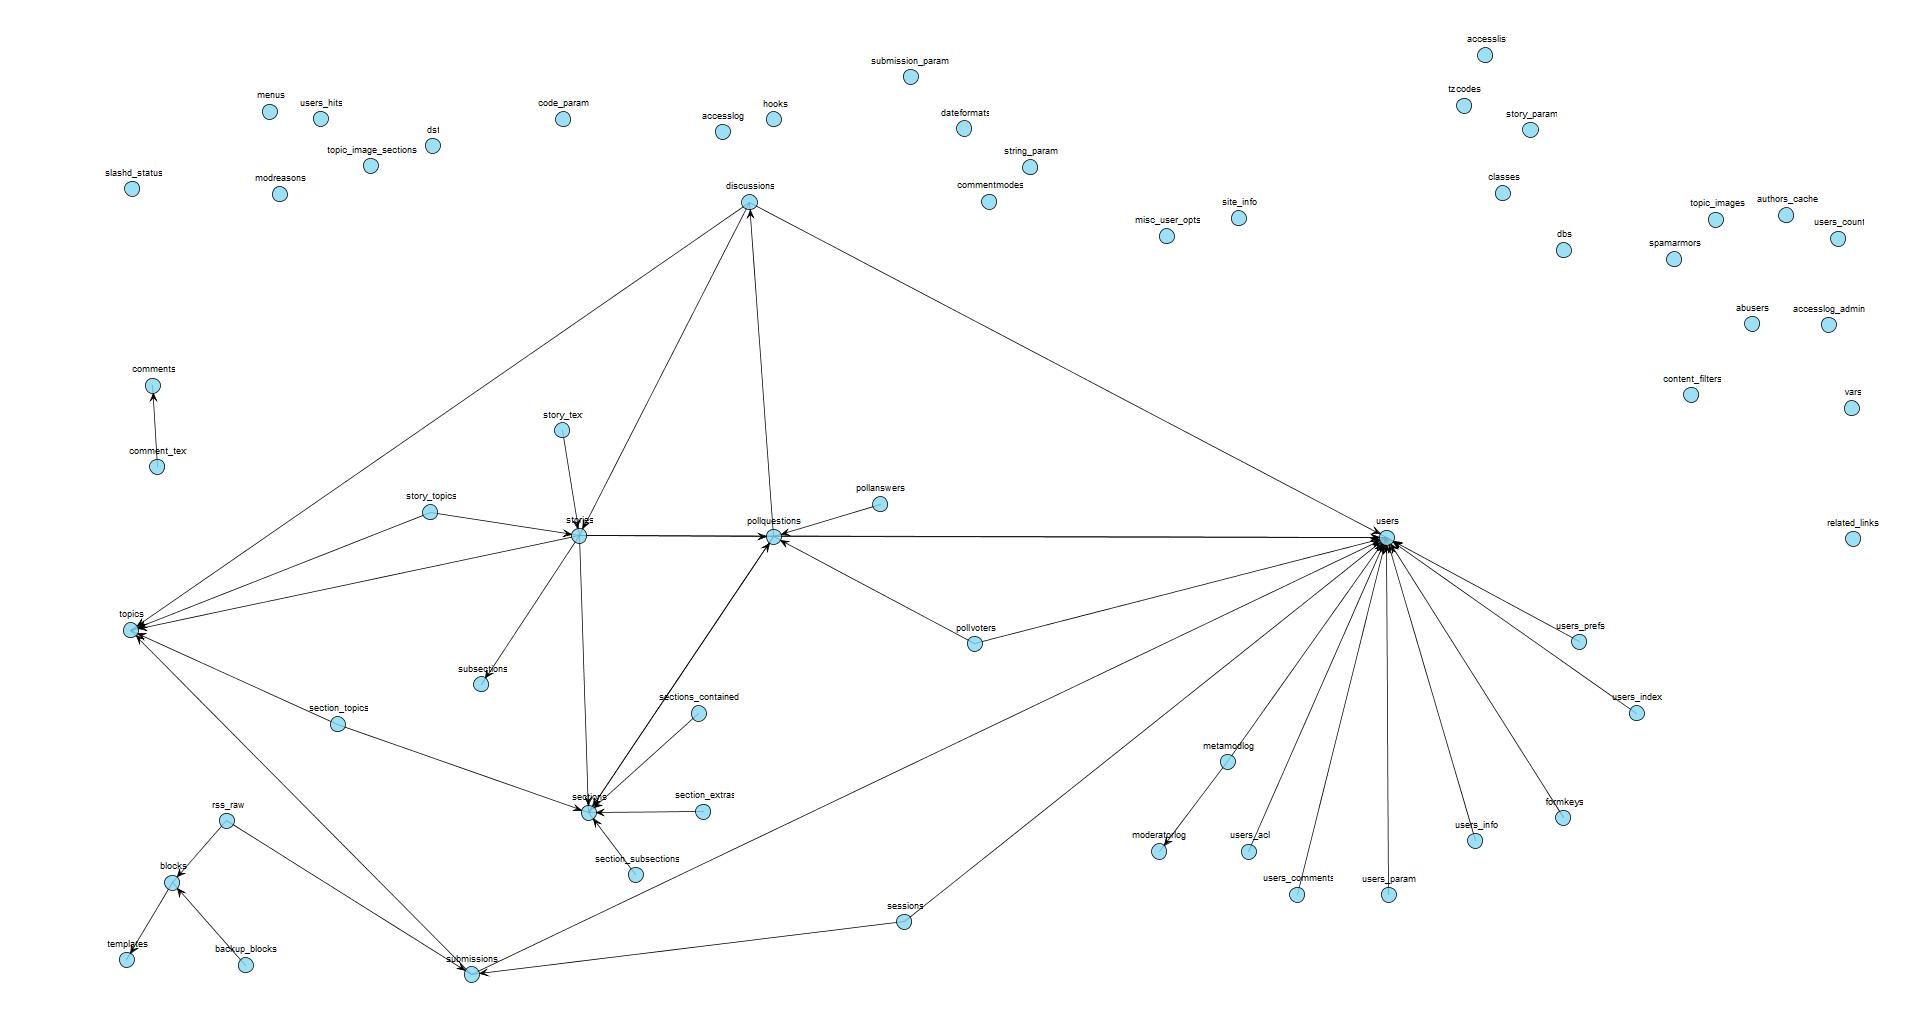 accesslis
submission_param
tzcodes
menus
users_hits
code_param
accesslog
hooks
dateformats
story_param
dst
topic_image_sections
string_param
slashd_status
modreasons
discussions
commentmodes
classes
misc_user_opts
site_info
topic_images
authors_cache
users_count
dbs
spamarmors
abusers
accesslog_admin
comments
content_filters
vars
story_tex
comment_tex
story_topics
pollanswers
stories
pollquestions
users
related_links
topics
pollvoters
users_prefs
subsections
sections_contained
users_index
section_topics
metamodlog
rss_raw
sections
section_extras
formkeys
moderatorlog
users_acl
users_info
blocks
section_subsections
users_comments
users_param
sessions
templates
backup_blocks
submissions